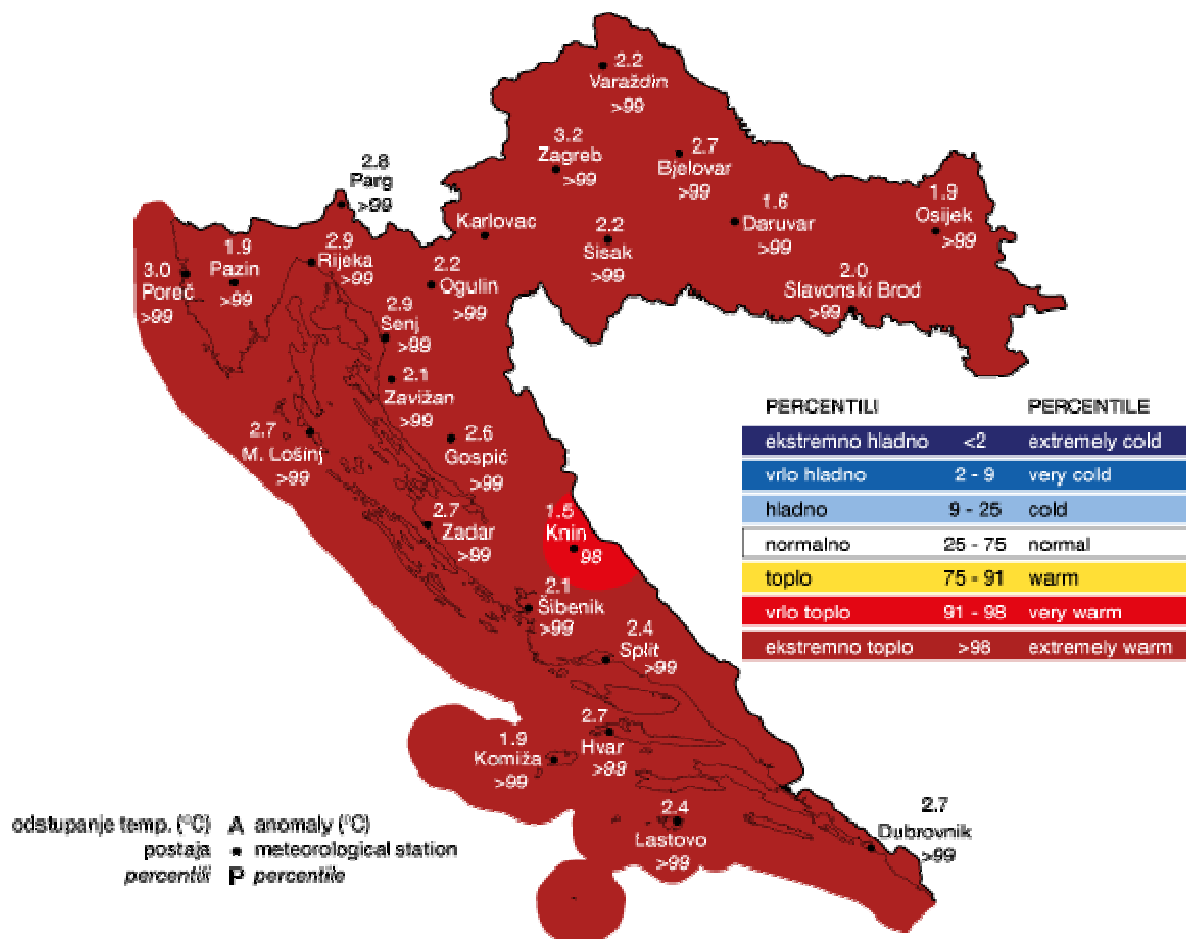 2.2
Varaždin
>99
3.2
Zagreb
>99
2.7
Bjelovar
>99
2.8
Parg
>99
1.6
Daruvar
>99
1.9
Osijek
>99
Karlovac
2.2
Sisak
>99
3.0
Poreč
>99
1.9
Pazin
>99
2.9
Rijeka
>99
2.2
Ogulin
>99
2.0
Slavonski Brod
>99
2.9
Senj
>99
2.1
Zavižan
>99
2.7
M. Lošinj
>99
2.6
Gospić
>99
2.7
Zadar
>99
1.5
Knin
98
2.1
Šibenik
>99
2.4
Split
>99
2.7
Hvar
>99
1.9
Komiža
>99
2.4
Lastovo
>99
2.7
Dubrovnik
>99
PERCENTILI PERCENTILE
ekstremno hladno <2 extremely cold
vrlo hladno 2 - 9 very cold
hladno 9 - 25 cold
normalno 25 - 75 normal
toplo 75 - 91 warm
vrlo toplo 91 - 98 very warm
ekstremno toplo >98 extremely warm
odstupanje temp. (°C) A anomaly (°C)
postaja • meteorological station
percentili P percentile